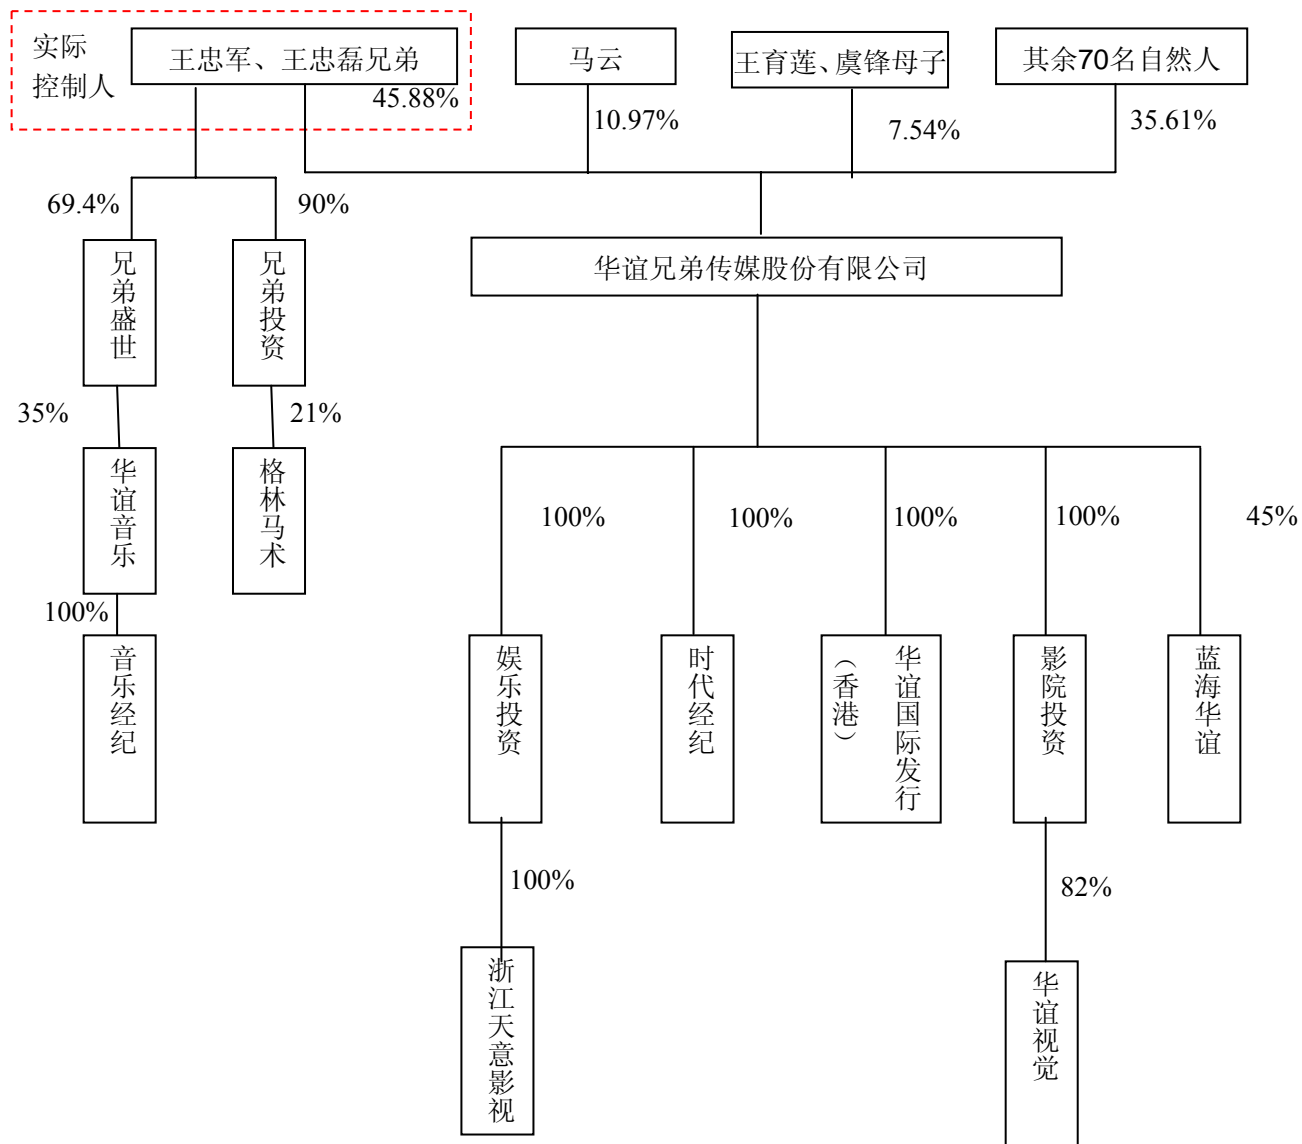 实际
控制人
王忠军、王忠磊兄弟
马云
王育莲、虞锋母子
其余70名自然人
45.88%
10.97%
7.54%
35.61%
69.4%
90%
兄弟盛世
兄弟投资
华谊兄弟传媒股份有限公司
35%
21%
华谊音乐
格林马术
100%
100%
100%
100%
45%
100%
音乐经纪
娱乐投资
时代经纪
华谊国际发行
（香港）
影院投资
蓝海华谊
100%
82%
浙江天意影视
华谊视觉